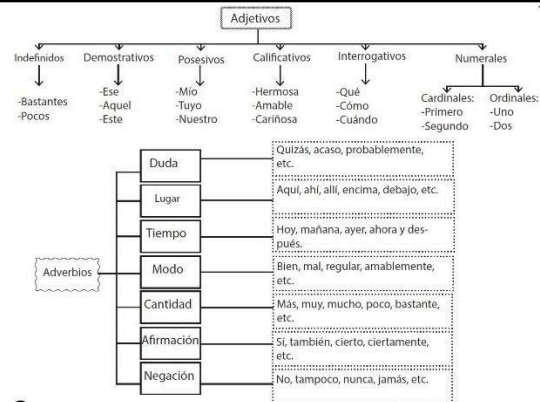 Adjetivos
Indefinidos
-Bastantes
-Pocos
Demostrativos
-Ese
-Aquel
-Este
Posesivos
-Mío
-Tuyo
-Nuestro
Calificativos
-Hermosa
-Amable
-Cariñosa
Interrogativos
-Qué
-Cómo
-Cuándo
Numerales
Cardinales:
-Primero
-Segundo
Ordinales:
-Uno
-Dos
Adverbios
Duda
Quizás, acaso, probablemente,
etc.
Lugar
Aquí, ahí, allí, encima, debajo, etc.
Tiempo
Hoy, mañana, ayer, ahora y des-
pués.
Modo
Bien, mal, regular, amablemente,
etc.
Cantidad
Más, muy, mucho, poco, bastante,
etc.
Afirmación
Sí, también, cierto, ciertamente,
etc.
Negación
No, tampoco, nunca, jamás, etc.